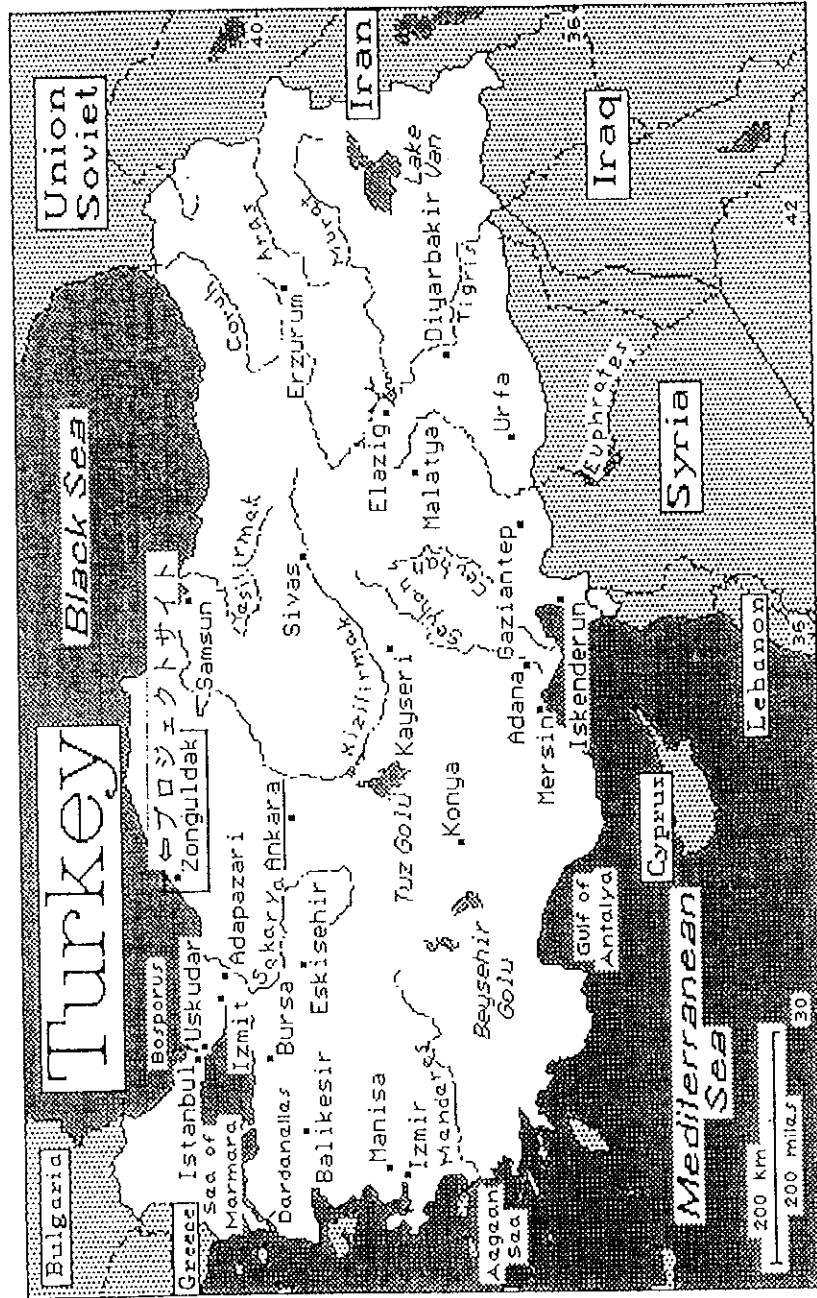 Turkey
Bulgaria
Black Sea
Union
Soviet
Bosporus
⇦プロジェクトサイト
Zonguldak
Samsun
Greece
Istanbul
Uskudar
Sea of
Marmara
Izmit
Adapazari
Sakarya
Ankara
Yesilirmak
Coruh
Aras
40
Dardanelles
Bursa
Eskisehir
Balikesir
Sivas
Erzurum
Kizilirmak
Murat
Iran
Manisa
Izmir
Menderes
Tuz Golu
Kayseri
Elazig
Malatya
Lake
Van
Diyarbakir
Tigris
Beysehir
Golu
Konya
Seyhan
Ceyhan
Urfa
Aegean
Sea
Gulf of
Antalya
Adana
Mersin
Gaziantep
Iskenderun
Euphrates
36
Iraq
Cyprus
Syria
Mediterranean
Sea
Lebanon
200 km
200 miles
30
36
42